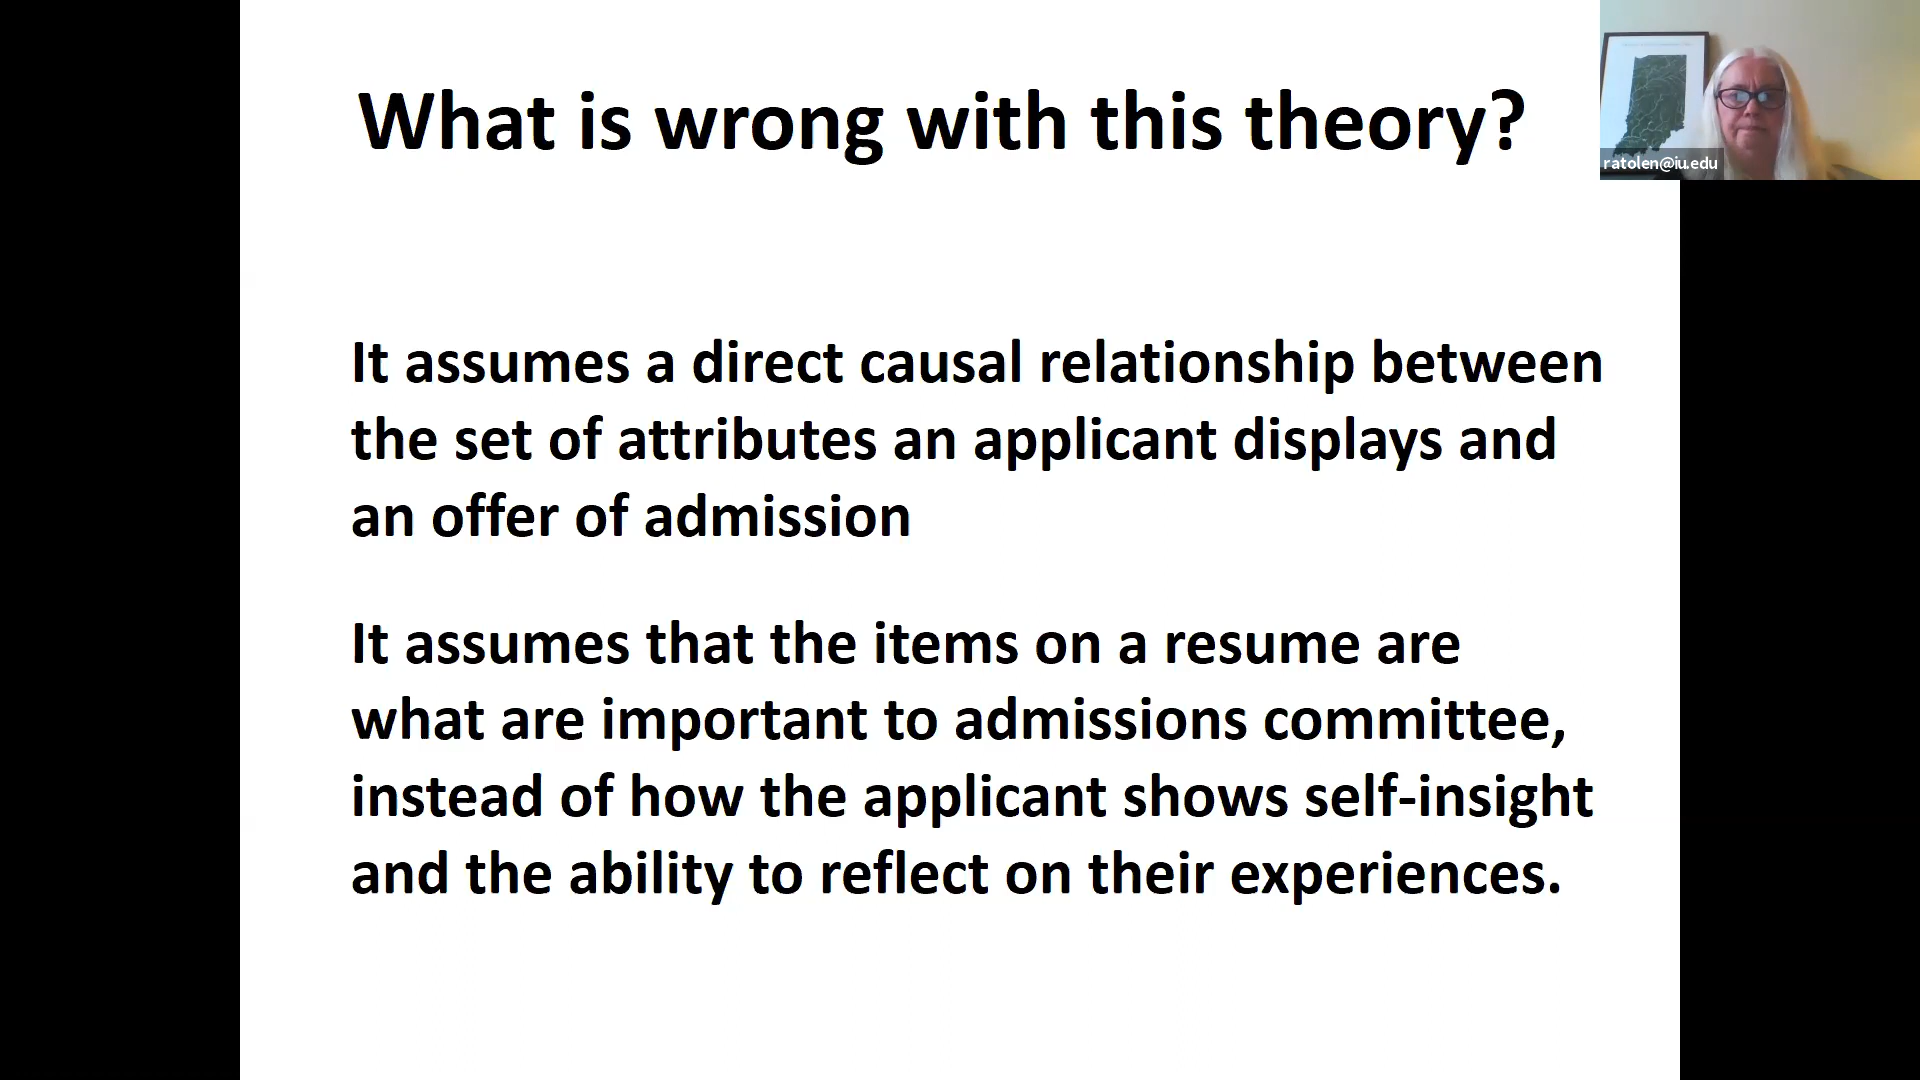 What is wrong with this theory?
ratolen@iu.edu
It assumes a direct causal relationship between
the set of attributes an applicant displays and
an offer of admission
It assumes that the items on a resume are
what are important to admissions committee,
instead of how the applicant shows self-insight
and the ability to reflect on their experiences.